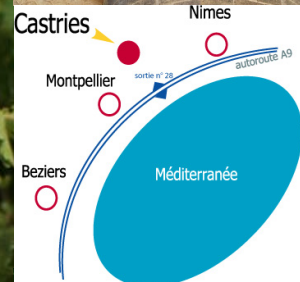 Nimes
Castries
autoroute A9
sortie n° 28
Montpellier
Beziers
Méditerranée